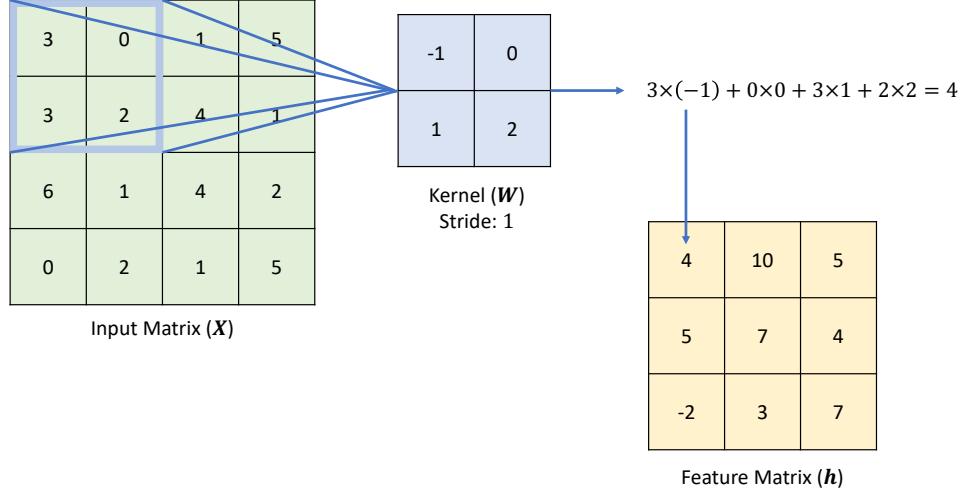 3 0 1 5
3 2 4 1
6 1 4 2
0 2 1 5
Input Matrix (X)
-1 0
1 2
Kernel (W)
Stride: 1
3×(−1) + 0×0 + 3×1 + 2×2 = 4
4 10 5
5 7 4
-2 3 7
Feature Matrix (h)